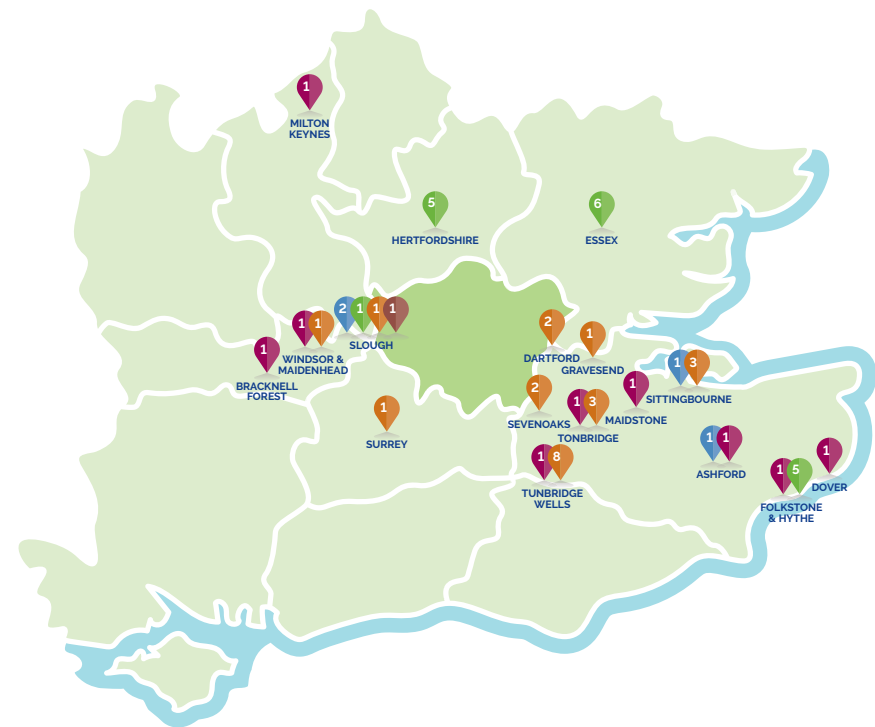 1
MILTON
KEYNES
5
HERTFORDSHIRE
6
ESSEX
1 1
WINDSOR &
MAIDENHEAD
2 1 1 1
SLOUGH
1
BRACKNELL
FOREST
1
SURREY
2
DARTFORD
1
GRAVESEND
2
SEVENOAKS
1 3
TONBRIDGE
1
MAIDSTONE
1 3
SITTINGBOURNE
1 8
TUNBRIDGE
WELLS
1 1
ASHFORD
1 5
FOLKSTONE
& HYTHE
1
DOVER